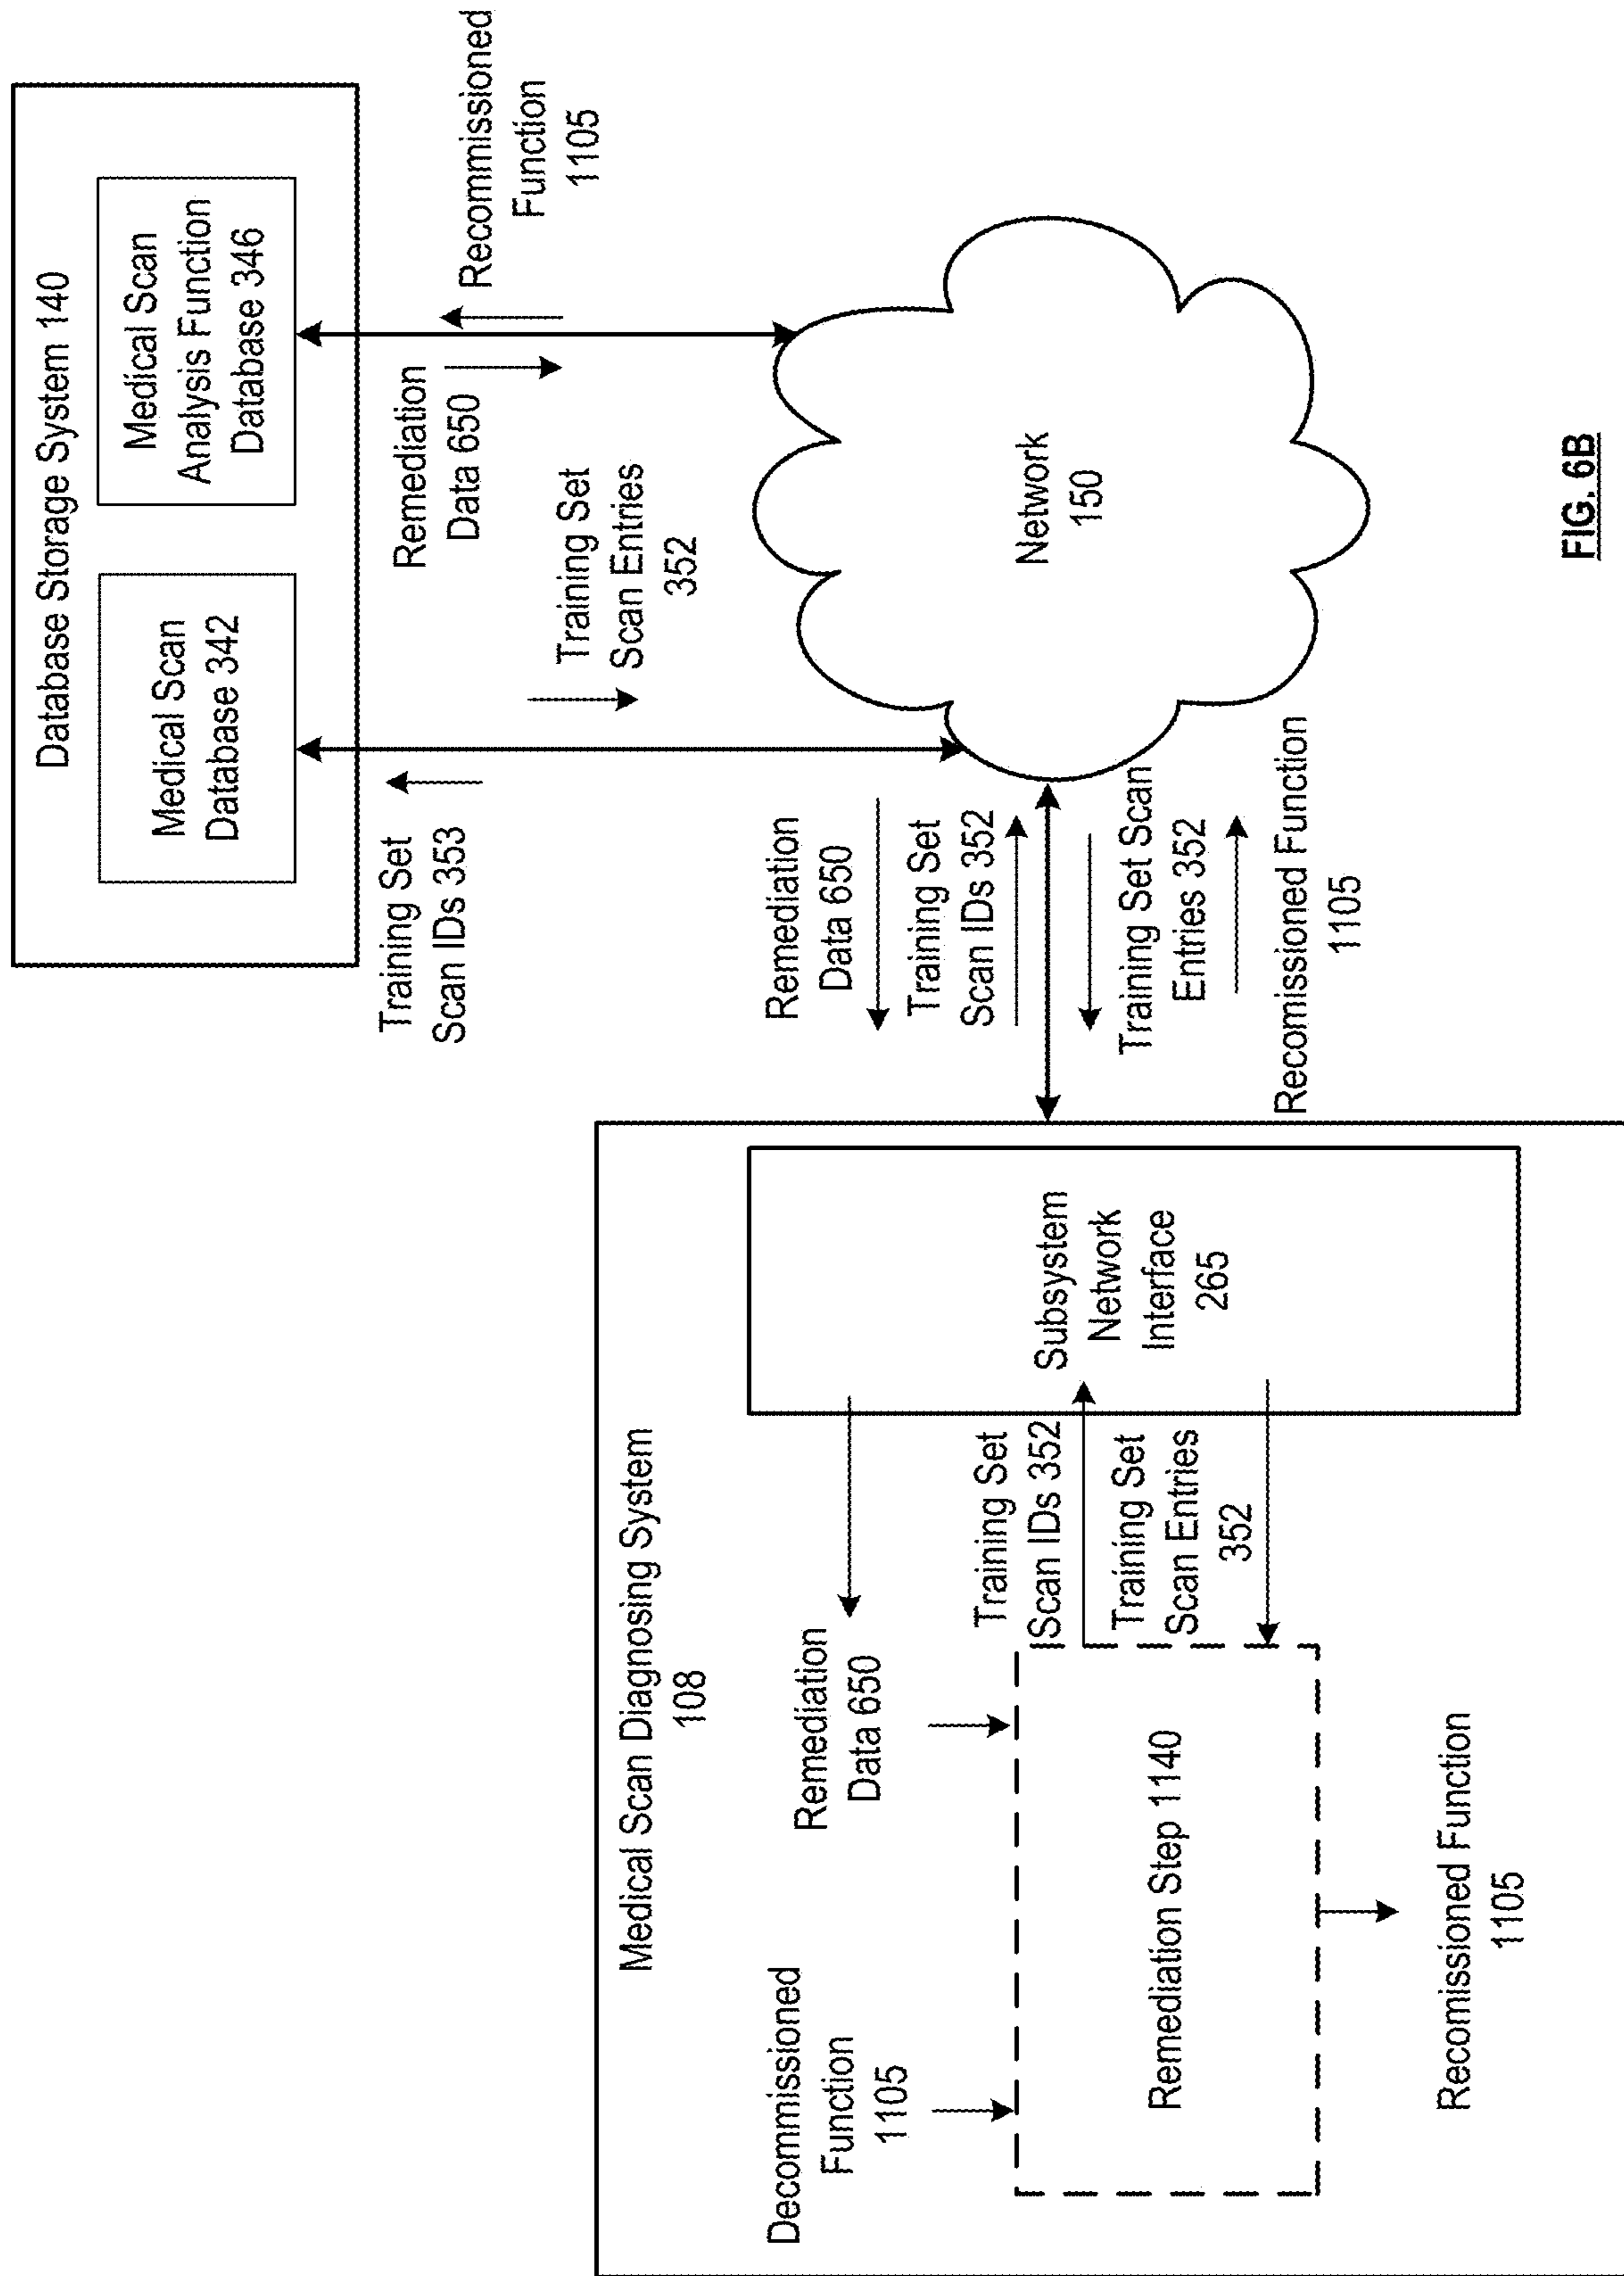 Database Storage System 140
Medical Scan
Database 342
Medical Scan
Analysis Function
Database 346
Training Set
Scan IDs 353
Training Set
Scan Entries
352
Remediation
Data 650
Recommissioned
Function
1105
Medical Scan Diagnosing System
108
Decommissioned
Function
1105
Remediation
Data 650
Training Set
Scan IDs 352
Training Set
Scan Entries
352
Remediation Step 1140
Recomissioned Function
1105
Subsystem
Network
Interface
265
Remediation
Data 650
Training Set
Scan IDs 352
Training Set Scan
Entries 352
Recomissioned Function
1105
Network
150
FIG. 6B